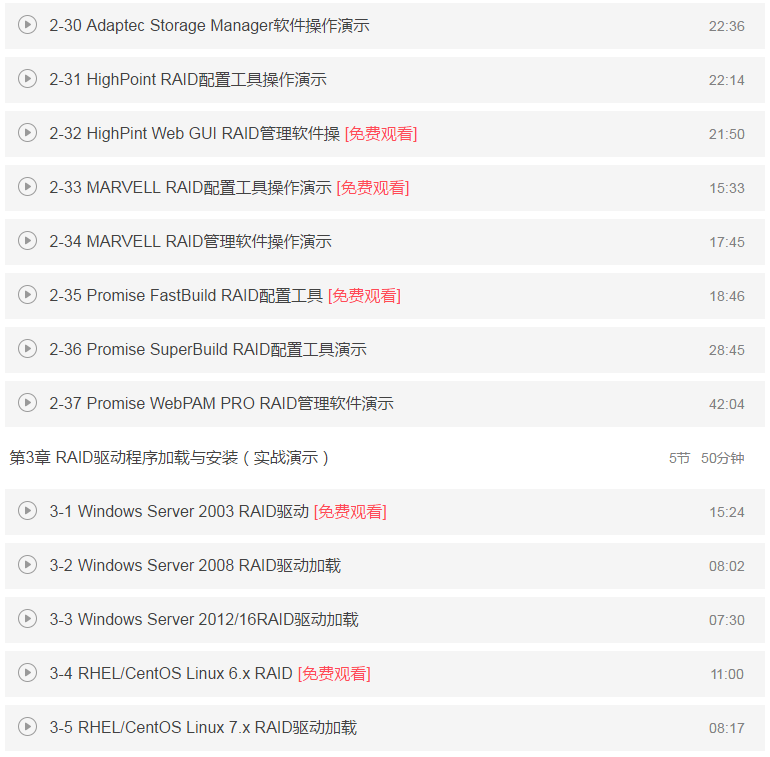 2-30 Adaptec Storage Manager软件操作演示 22:36
2-31 HighPoint RAID配置工具操作演示 22:14
2-32 HighPint Web GUI RAID管理软件操 [免费观看] 21:50
2-33 MARVELL RAID配置工具操作演示 [免费观看] 15:33
2-34 MARVELL RAID管理软件操作演示 17:45
2-35 Promise FastBuild RAID配置工具 [免费观看] 18:46
2-36 Promise SuperBuild RAID配置工具演示 28:45
2-37 Promise WebPAM PRO RAID管理软件演示 42:04
第3章 RAID驱动程序加载与安装（实战演示） 5节 50分钟
3-1 Windows Server 2003 RAID驱动 [免费观看] 15:24
3-2 Windows Server 2008 RAID驱动加载 08:02
3-3 Windows Server 2012/16RAID驱动加载 07:30
3-4 RHEL/CentOS Linux 6.x RAID [免费观看] 11:00
3-5 RHEL/CentOS Linux 7.x RAID驱动加载 08:17